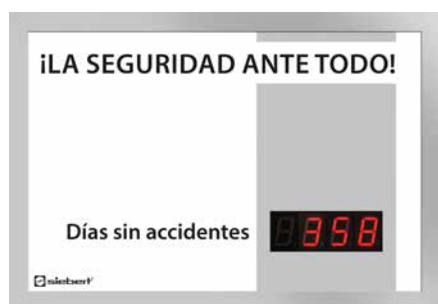 ¡LA SEGURIDAD ANTE TODO!
Días sin accidentes 358
siebert